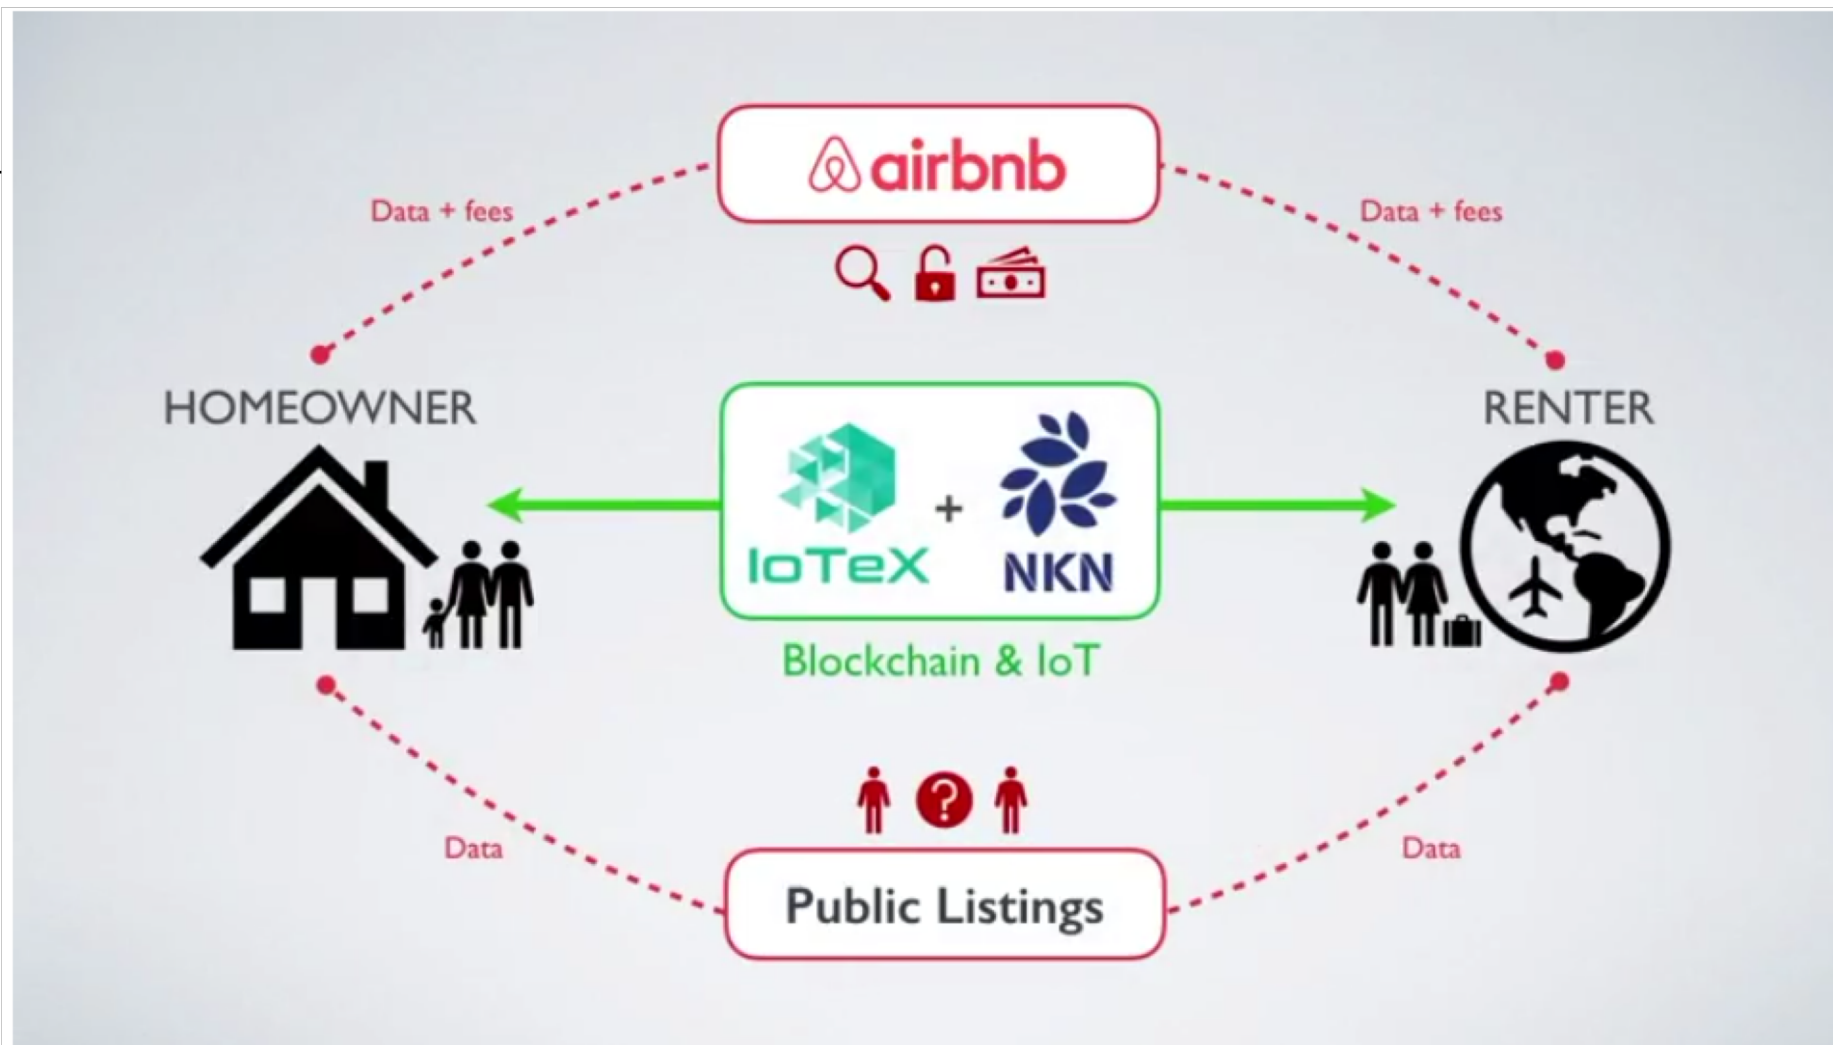 airbnb
Data + fees
Data + fees
HOMEOWNER
RENTER
+
IoTeX
NKN
Blockchain & IoT
?
Data
Data
Public Listings